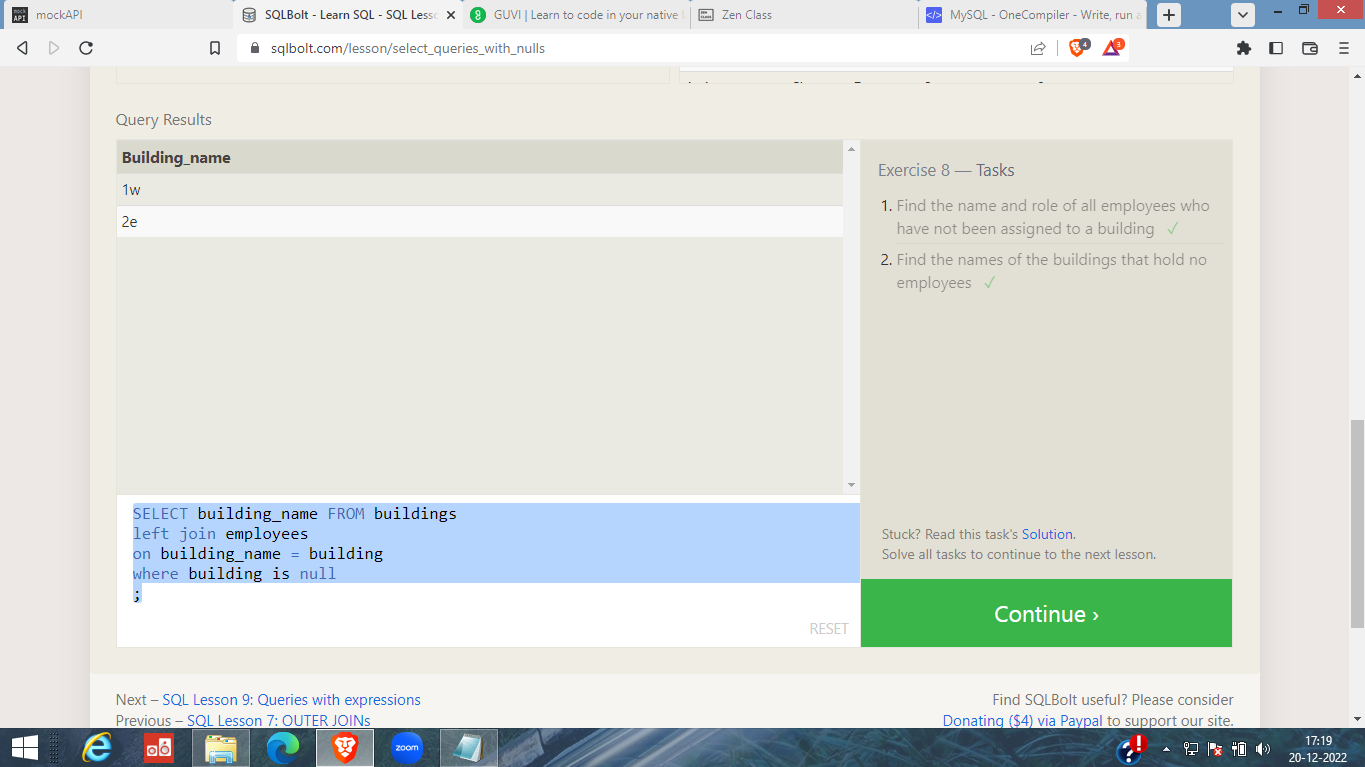 mock
API
mockAPI
SQLBolt - Learn SQL - SQL Less
GUVI | Learn to code in your native
Zen Class
MySQL - OneCompiler - Write, run a
sqlbolt.com/lesson/select_queries_with_nulls
4
3
Query Results
Building_name
1w
2e
Exercise 8 — Tasks
1. Find the name and role of all employees who
have not been assigned to a building ✓
2. Find the names of the buildings that hold no
employees ✓
SELECT building_name FROM buildings
left join employees
on building_name = building
where building is null
;
RESET
Stuck? Read this task's Solution.
Solve all tasks to continue to the next lesson.
Continue ›
Next – SQL Lesson 9: Queries with expressions
Previous – SQL Lesson 7: OUTER JOINs
Find SQLBolt useful? Please consider
Donating ($4) via Paypal to support our site.
zoom
17:19
20-12-2022